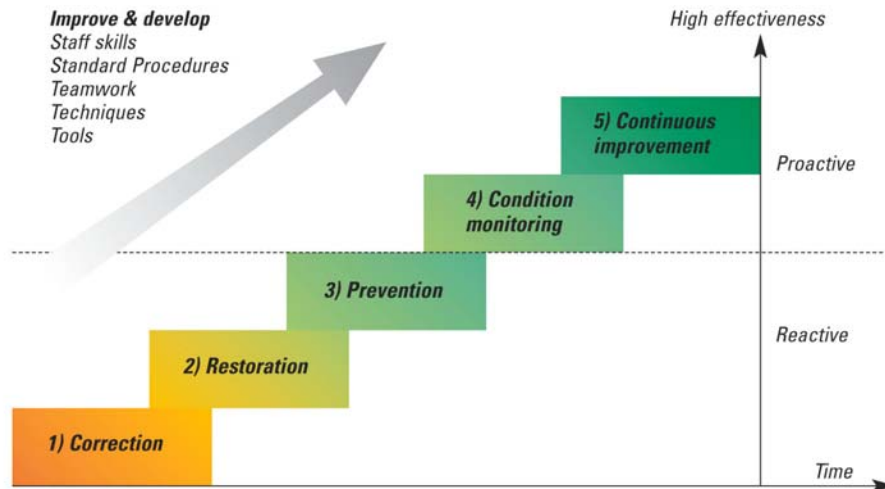 Improve & develop
Staff skills
Standard Procedures
Teamwork
Techniques
Tools
High effectiveness
5) Continuous
improvement
Proactive
4) Condition
monitoring
3) Prevention
Reactive
2) Restoration
1) Correction
Time